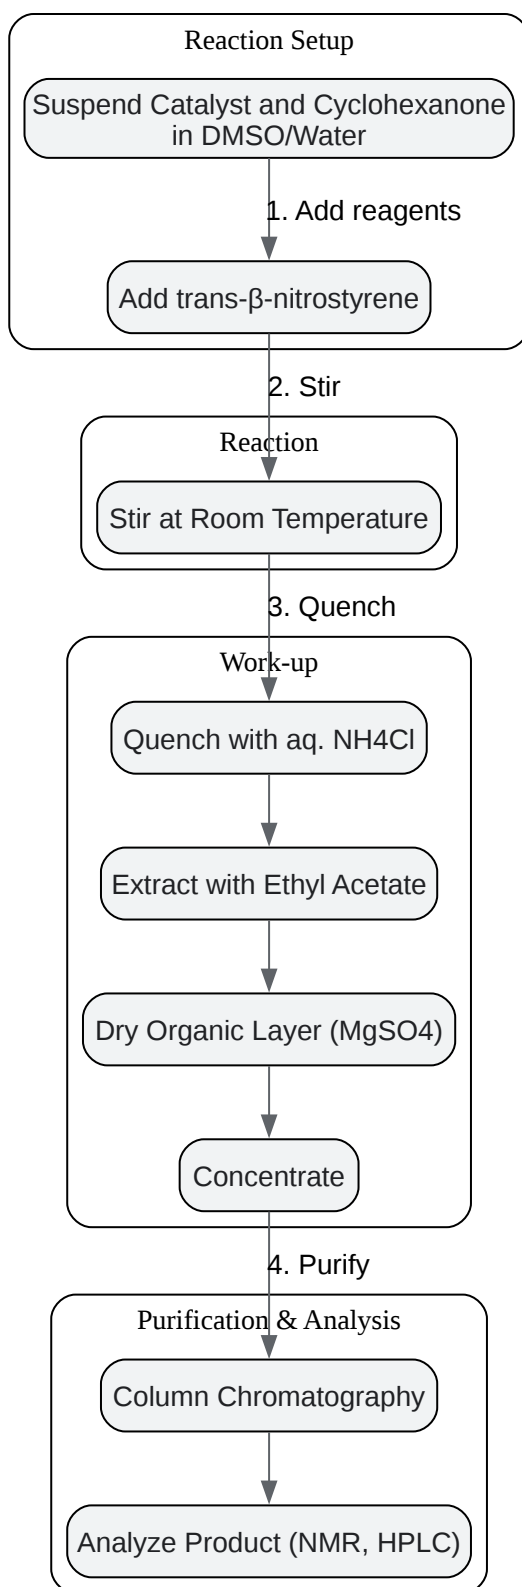 Reaction Setup
Suspend Catalyst and Cyclohexanone
in DMSO/Water
1. Add reagents
Add trans-β-nitrostyrene
2. Stir
Reaction
Stir at Room Temperature
3. Quench
Work-up
Quench with aq. NH4Cl
Extract with Ethyl Acetate
Dry Organic Layer (MgSO4)
Concentrate
4. Purify
Purification & Analysis
Column Chromatography
Analyze Product (NMR, HPLC)